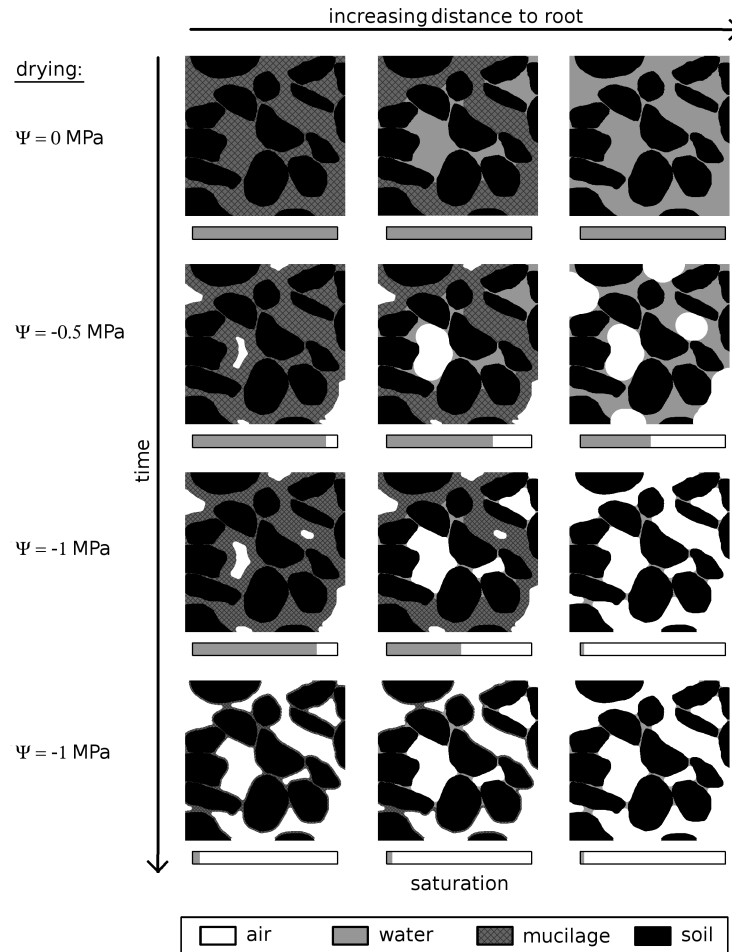 increasing distance to root
drying:
Ψ = 0 MPa
Ψ = -0.5 MPa
time
Ψ = -1 MPa
Ψ = -1 MPa
saturation
air water mucilage soil